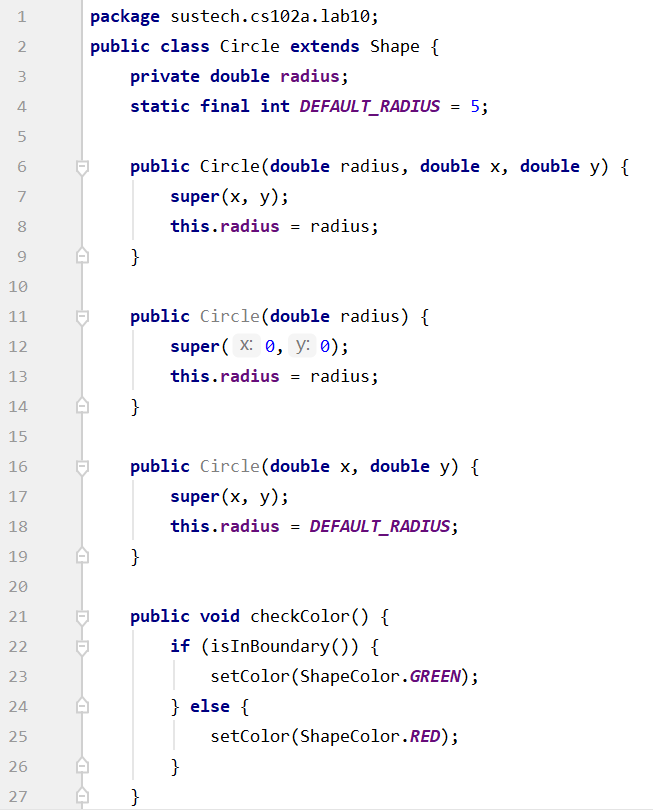 1 package sustech.cs102a.lab10;
2 public class Circle extends Shape {
3     private double radius;
4     static final int DEFAULT_RADIUS = 5;
5
6     public Circle(double radius, double x, double y) {
7         super(x, y);
8         this.radius = radius;
9     }
10
11     public Circle(double radius) {
12         super( x: 0, y: 0);
13         this.radius = radius;
14     }
15
16     public Circle(double x, double y) {
17         super(x, y);
18         this.radius = DEFAULT_RADIUS;
19     }
20
21     public void checkColor() {
22         if (isInBoundary()) {
23             setColor(ShapeColor.GREEN);
24         } else {
25             setColor(ShapeColor.RED);
26         }
27     }